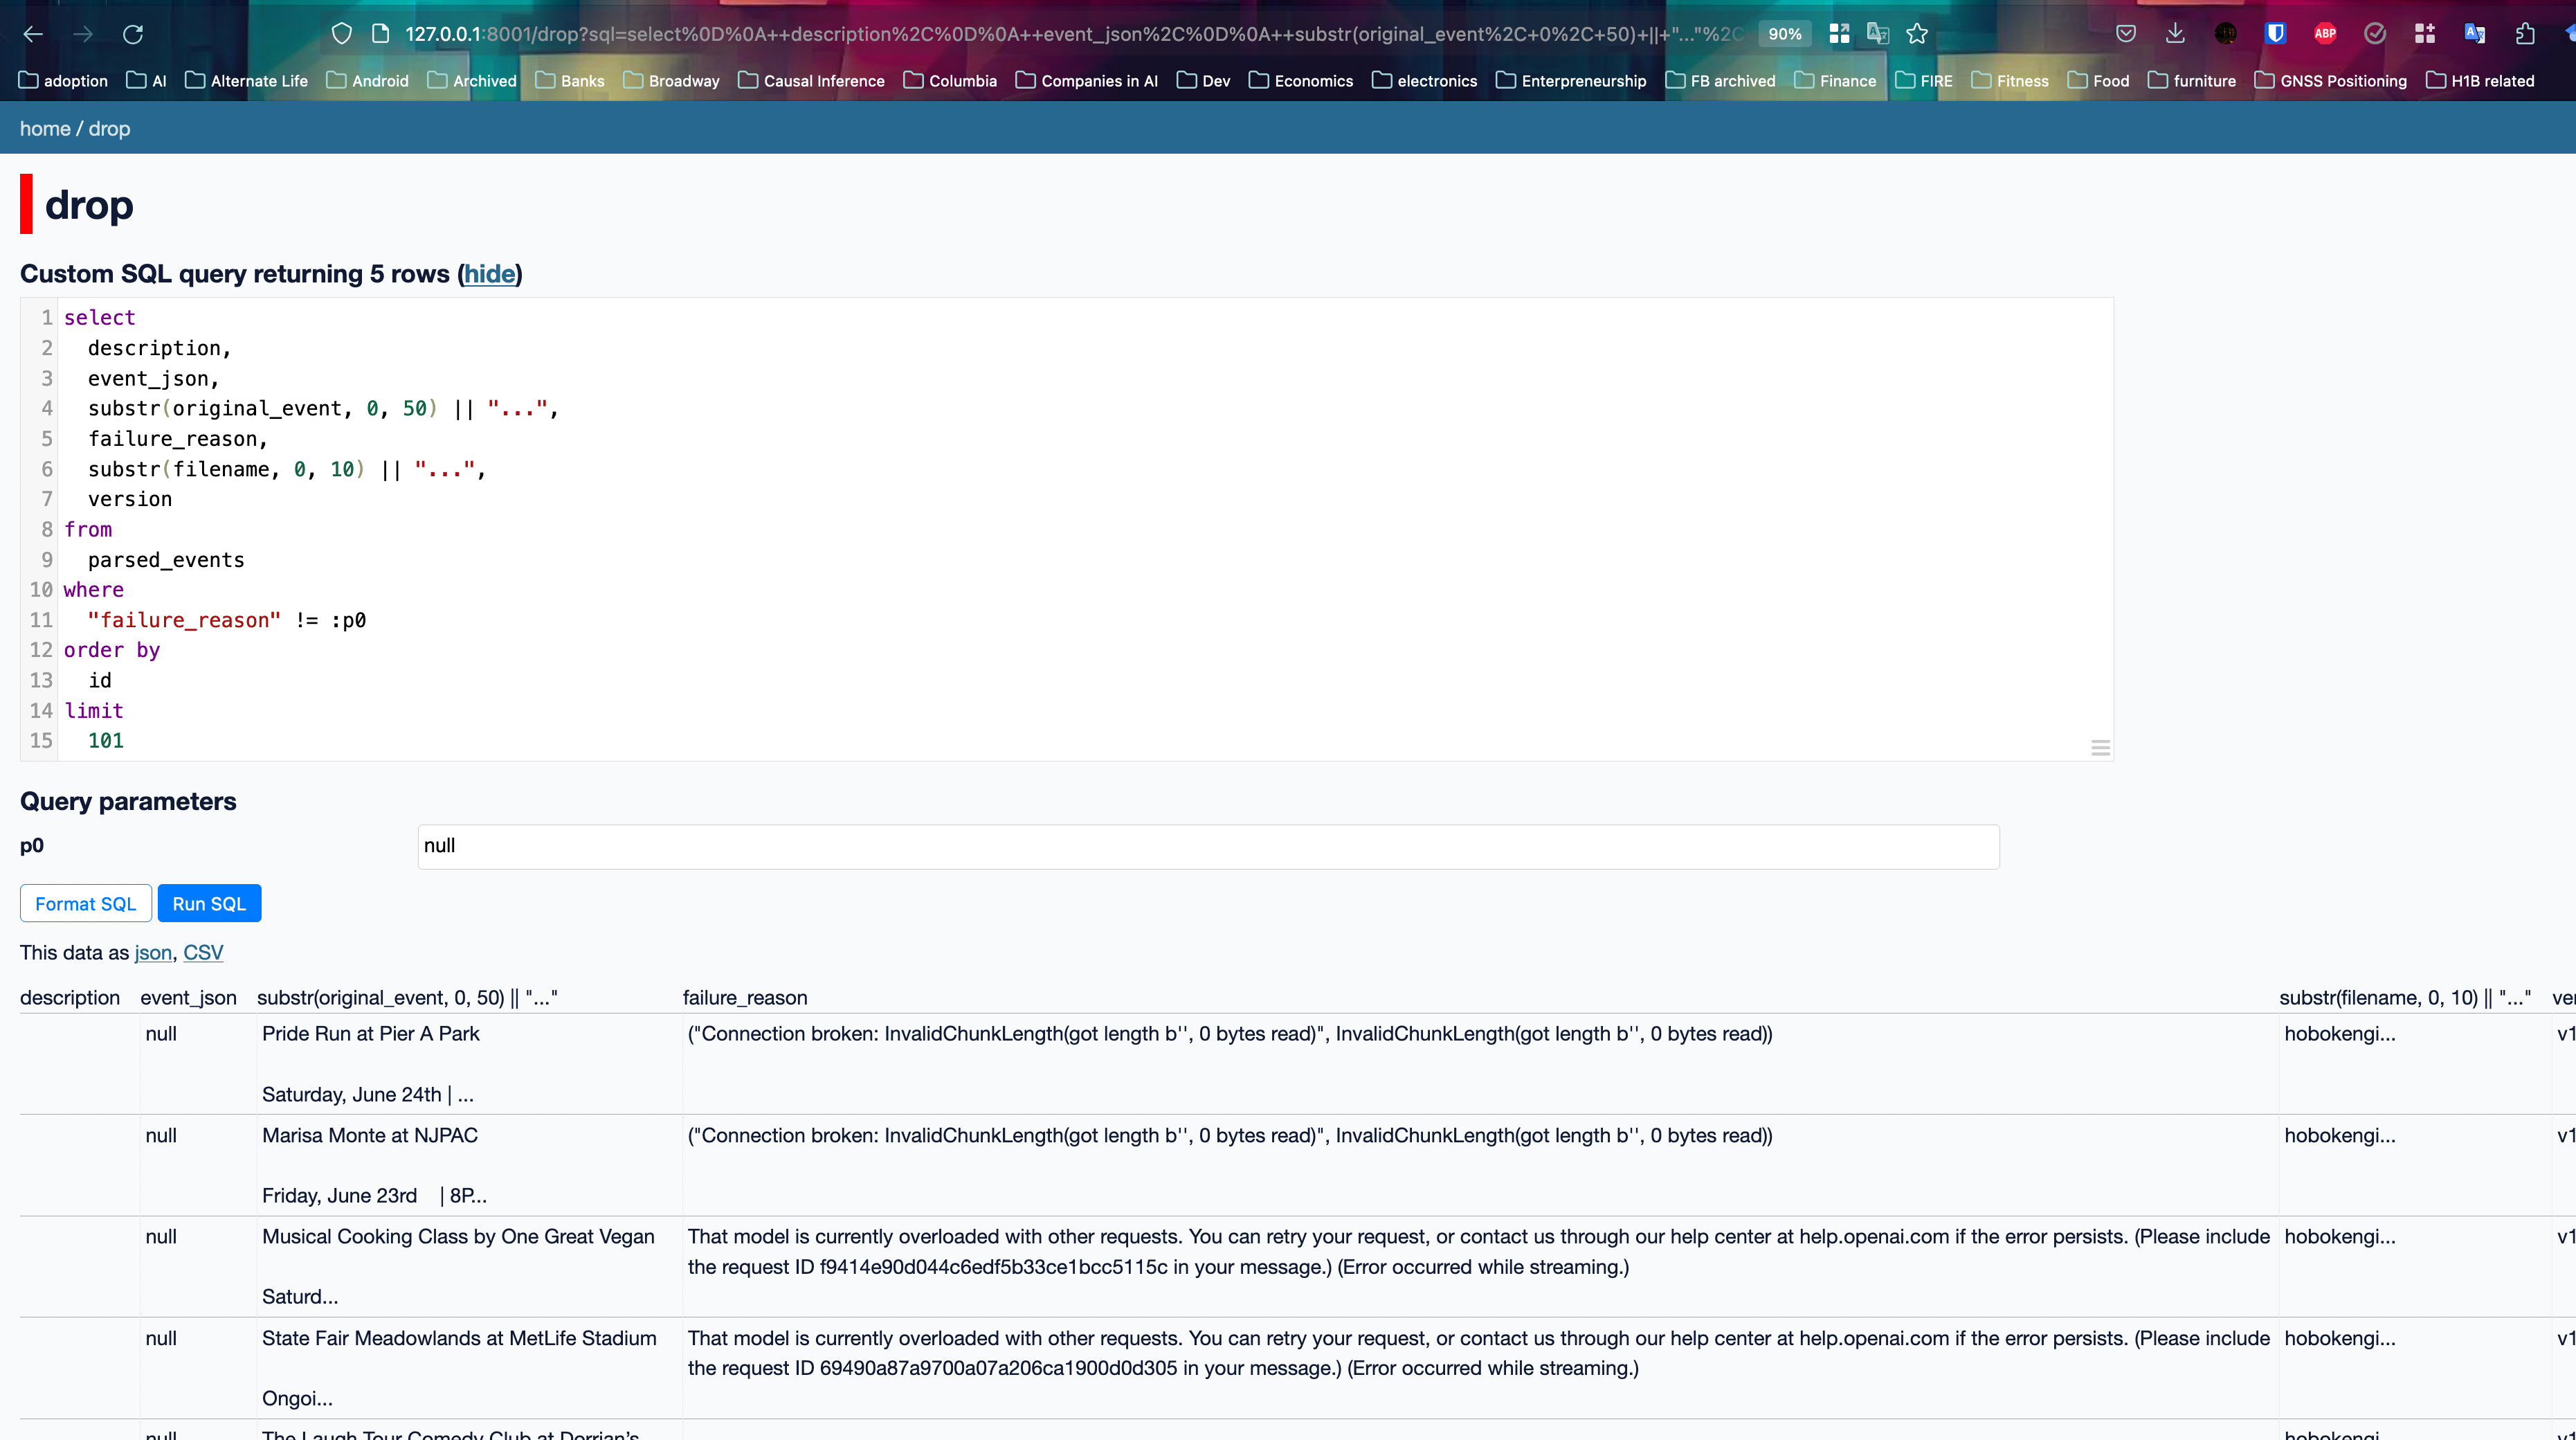 127.0.0.1:8001/drop?sql=select%0D%0A++description%2C%0D%0A++event_json%2C%0D%0A++substr(original_event%2C+0%2C+50)+||+"..."%2C
90%
ABP
adoption AI Alternate Life Android Archived Banks Broadway Causal Inference Columbia Companies in AI Dev Economics electronics Enterpreneurship FB archived Finance FIRE Fitness Food furniture GNSS Positioning H1B related
home / drop
drop
Custom SQL query returning 5 rows (hide)
1 select
2 description,
3 event_json,
4 substr(original_event, 0, 50) || "...",
5 failure_reason,
6 substr(filename, 0, 10) || "...",
7 version
8 from
9 parsed_events
10 where
11 "failure_reason" != :p0
12 order by
13 id
14 limit
15 101
Query parameters
p0 null
Format SQL Run SQL
This data as json, CSV
description event_json substr(original_event, 0, 50) || "..." failure_reason substr(filename, 0, 10) || "..." ver
null Pride Run at Pier A Park ("Connection broken: InvalidChunkLength(got length b'', 0 bytes read)", InvalidChunkLength(got length b'', 0 bytes read)) hobokengi... v1
Saturday, June 24th | ...
null Marisa Monte at NJPAC ("Connection broken: InvalidChunkLength(got length b'', 0 bytes read)", InvalidChunkLength(got length b'', 0 bytes read)) hobokengi... v1
Friday, June 23rd | 8P...
null Musical Cooking Class by One Great Vegan That model is currently overloaded with other requests. You can retry your request, or contact us through our help center at help.openai.com if the error persists. (Please include hobokengi... v1
the request ID f9414e90d044c6edf5b33ce1bcc5115c in your message.) (Error occurred while streaming.)
Saturd...
null State Fair Meadowlands at MetLife Stadium That model is currently overloaded with other requests. You can retry your request, or contact us through our help center at help.openai.com if the error persists. (Please include hobokengi... v1
the request ID 69490a87a9700a07a206ca1900d0d305 in your message.) (Error occurred while streaming.)
Ongoi...
null The Laugh Tour Comedy Club at Dorrian's hobokengi v1